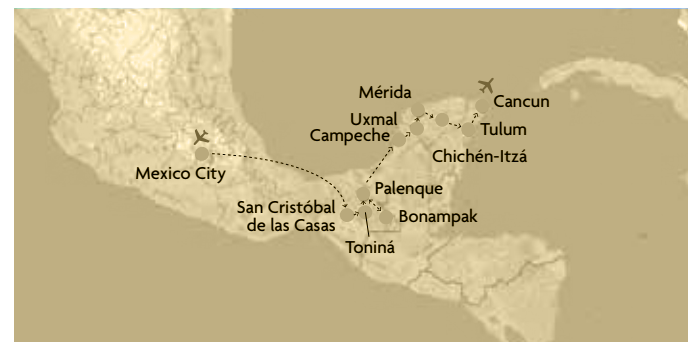 Mérida
Cancun
Uxmal
Campeche
Tulum
Chichén-Itzá
Mexico City
Palenque
San Cristóbal
de las Casas
Bonampak
Toniná